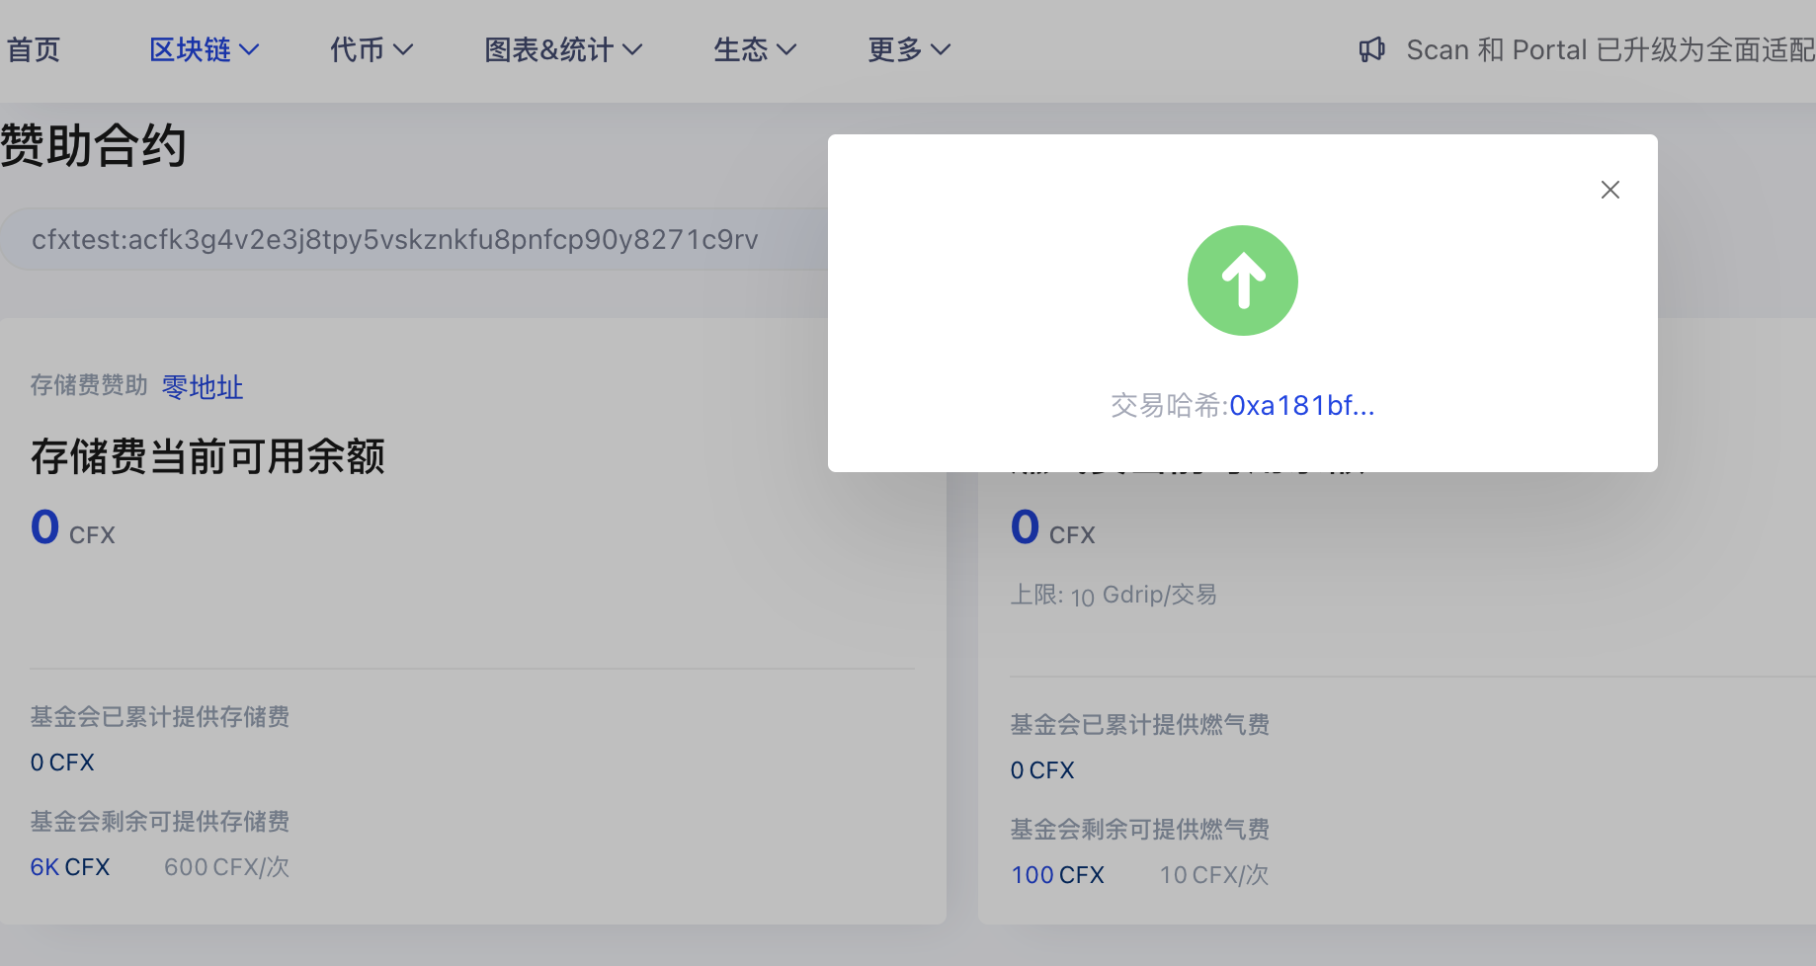 首页 区块链 代币 图表&统计 生态 更多 Scan 和 Portal 已升级为全面适配
赞助合约
cfxtest:acfk3g4v2e3j8tpy5vskznkfu8pnfcp90y8271c9rv
交易哈希:0xa181bf...
存储费赞助 零地址
存储费当前可用余额
0 CFX
基金会已累计提供存储费
0 CFX
基金会剩余可提供存储费
6K CFX 600 CFX/次
0 CFX
上限: 10 Gdrip/交易
基金会已累计提供燃气费
0 CFX
基金会剩余可提供燃气费
100 CFX 10 CFX/次